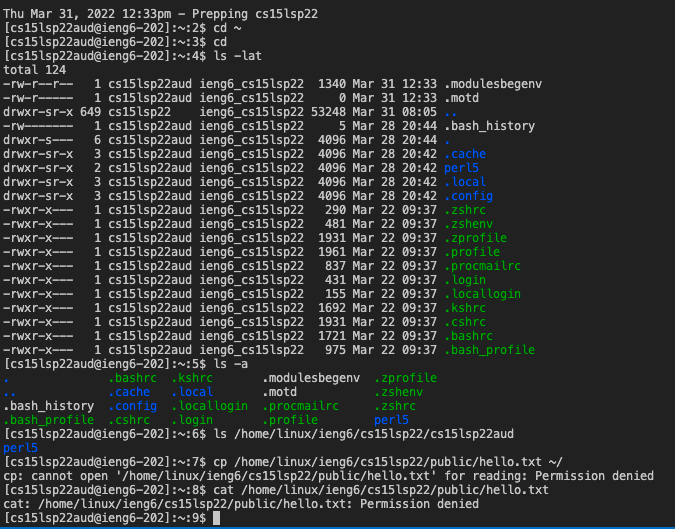 Thu Mar 31, 2022 12:33pm - Prepping cs15lsp22
[cs15lsp22aud@ieng6-202]:~:2$ cd ~
[cs15lsp22aud@ieng6-202]:~:3$ cd
[cs15lsp22aud@ieng6-202]:~:4$ ls -lat
total 124
-rw-r--r-- 1 cs15lsp22aud ieng6_cs15lsp22 1340 Mar 31 12:33 .modulesbegenv
-rw-r----- 1 cs15lsp22aud ieng6_cs15lsp22 0 Mar 31 12:33 .motd
drwxr-sr-x 649 cs15lsp22 ieng6_cs15lsp22 53248 Mar 31 08:05 ..
-rw------- 1 cs15lsp22aud ieng6_cs15lsp22 5 Mar 28 20:44 .bash_history
drwxr-s--- 6 cs15lsp22aud ieng6_cs15lsp22 4096 Mar 28 20:44 .
drwxr-sr-x 3 cs15lsp22aud ieng6_cs15lsp22 4096 Mar 28 20:42 .cache
drwxr-sr-x 2 cs15lsp22aud ieng6_cs15lsp22 4096 Mar 28 20:42 perl5
drwxr-sr-x 3 cs15lsp22aud ieng6_cs15lsp22 4096 Mar 28 20:42 .local
drwxr-sr-x 3 cs15lsp22aud ieng6_cs15lsp22 4096 Mar 28 20:42 .config
-rwxr-x--- 1 cs15lsp22aud ieng6_cs15lsp22 290 Mar 22 09:37 .zshrc
-rwxr-x--- 1 cs15lsp22aud ieng6_cs15lsp22 481 Mar 22 09:37 .zshenv
-rwxr-x--- 1 cs15lsp22aud ieng6_cs15lsp22 1931 Mar 22 09:37 .zprofile
-rwxr-x--- 1 cs15lsp22aud ieng6_cs15lsp22 1961 Mar 22 09:37 .profile
-rwxr-x--- 1 cs15lsp22aud ieng6_cs15lsp22 837 Mar 22 09:37 .procmailrc
-rwxr-x--- 1 cs15lsp22aud ieng6_cs15lsp22 431 Mar 22 09:37 .login
-rwxr-x--- 1 cs15lsp22aud ieng6_cs15lsp22 155 Mar 22 09:37 .locallogin
-rwxr-x--- 1 cs15lsp22aud ieng6_cs15lsp22 1692 Mar 22 09:37 .kshrc
-rwxr-x--- 1 cs15lsp22aud ieng6_cs15lsp22 1931 Mar 22 09:37 .cshrc
-rwxr-x--- 1 cs15lsp22aud ieng6_cs15lsp22 1721 Mar 22 09:37 .bashrc
-rwxr-x--- 1 cs15lsp22aud ieng6_cs15lsp22 975 Mar 22 09:37 .bash_profile
[cs15lsp22aud@ieng6-202]:~:5$ ls -a
. .bashrc .kshrc .modulesbegenv .zprofile
.. .cache .local .motd .zshenv
.bash_history .config .locallogin .procmailrc .zshrc
.bash_profile .cshrc .login .profile perl5
[cs15lsp22aud@ieng6-202]:~:6$ ls /home/linux/ieng6/cs15lsp22/cs15lsp22aud
perl5
[cs15lsp22aud@ieng6-202]:~:7$ cp /home/linux/ieng6/cs15lsp22/public/hello.txt ~/
cp: cannot open '/home/linux/ieng6/cs15lsp22/public/hello.txt' for reading: Permission denied
[cs15lsp22aud@ieng6-202]:~:8$ cat /home/linux/ieng6/cs15lsp22/public/hello.txt
cat: /home/linux/ieng6/cs15lsp22/public/hello.txt: Permission denied
[cs15lsp22aud@ieng6-202]:~:9$